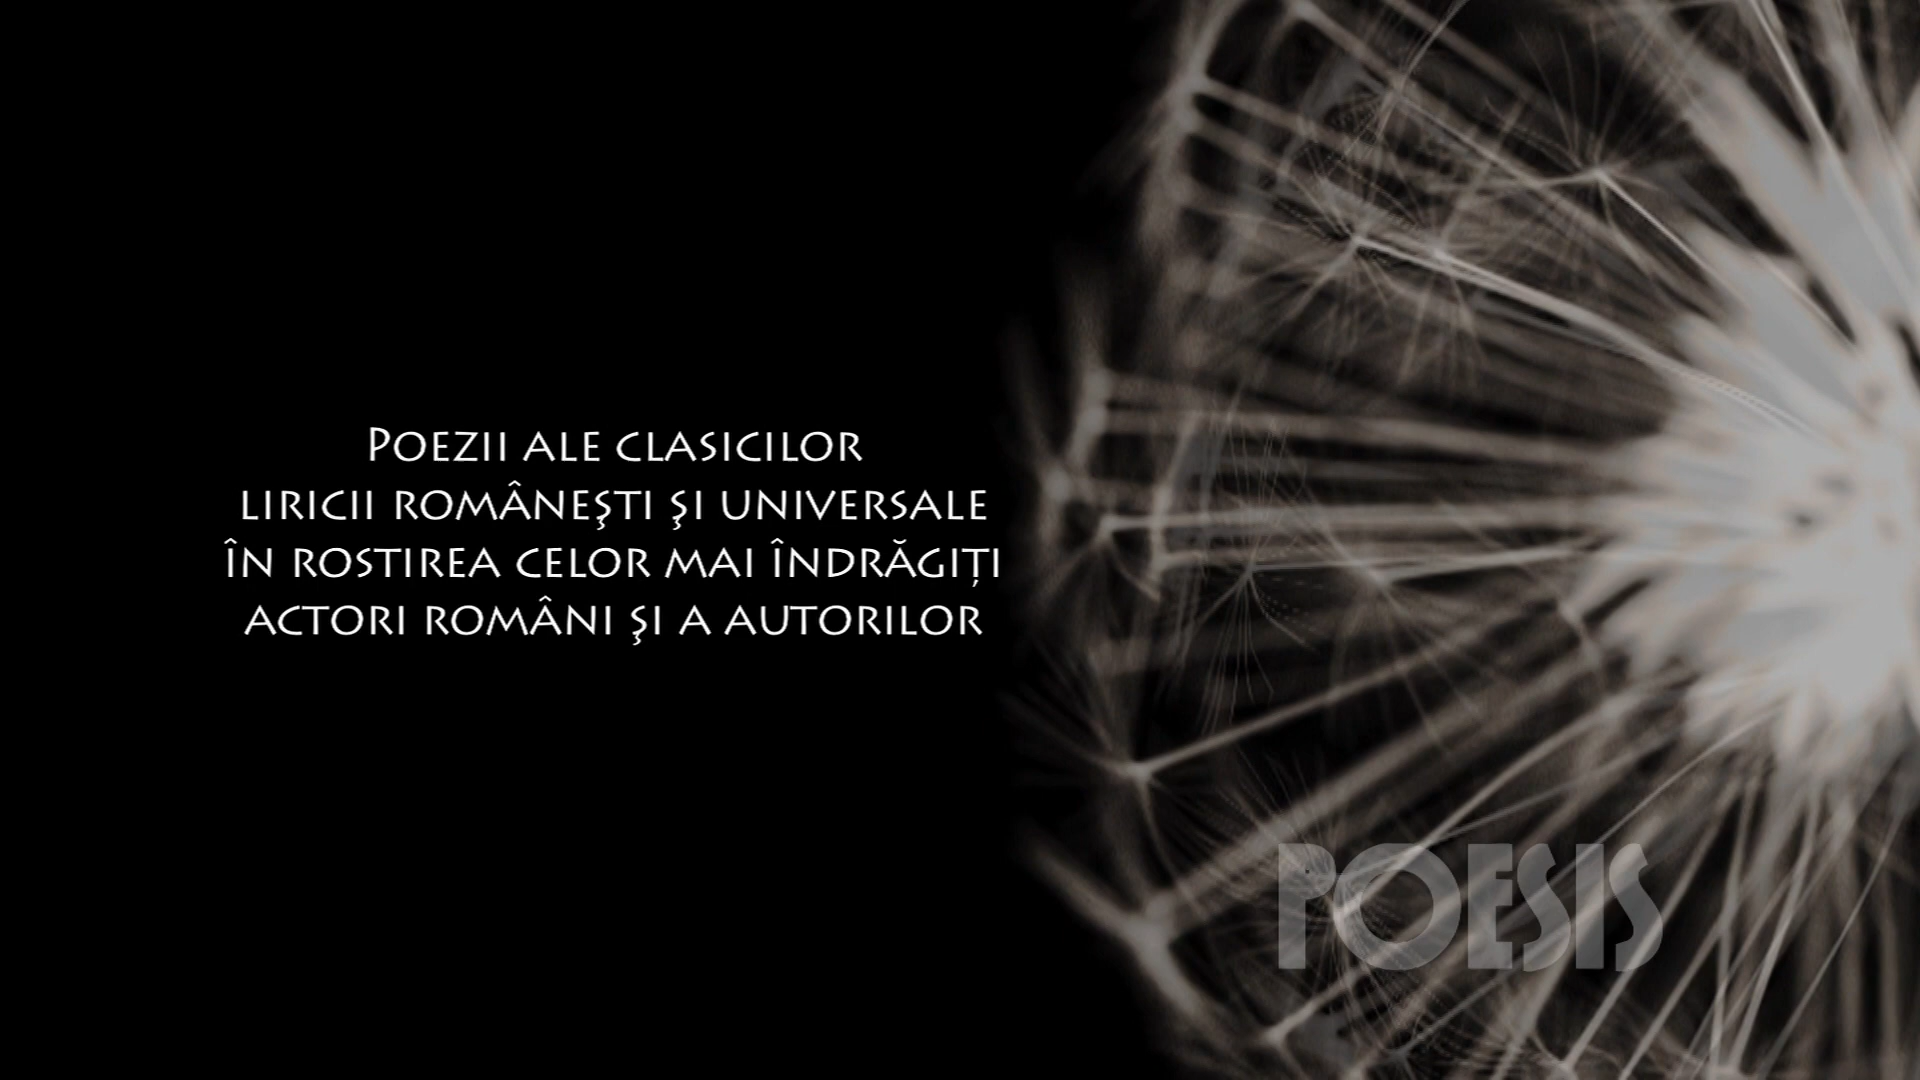 Poezii ale clasicilor
liricii româneşti şi universale
în rostirea celor mai îndrăgiți
actori români şi a autorilor
POESIS